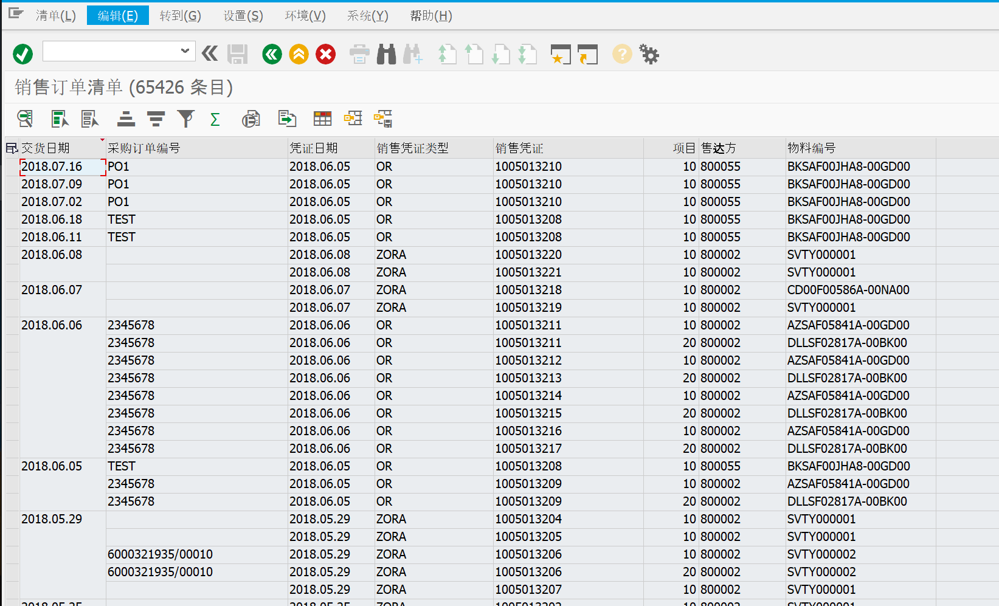 清单(L) 编辑(E) 转到(G) 设置(S) 环境(V) 系统(Y) 帮助(H)
销售订单清单 (65426 条目)
交货日期 采购订单编号 凭证日期 销售凭证类型 销售凭证 项目 售达方 物料编号
2018.07.16 PO1 2018.06.05 OR 1005013210 10 800055 BKSAF00JHA8-00GD00
2018.07.09 PO1 2018.06.05 OR 1005013210 10 800055 BKSAF00JHA8-00GD00
2018.07.02 PO1 2018.06.05 OR 1005013210 10 800055 BKSAF00JHA8-00GD00
2018.06.18 TEST 2018.06.05 OR 1005013208 10 800055 BKSAF00JHA8-00GD00
2018.06.11 TEST 2018.06.05 OR 1005013208 10 800055 BKSAF00JHA8-00GD00
2018.06.08 2018.06.08 ZORA 1005013220 10 800002 SVTY000001
2018.06.08 ZORA 1005013221 10 800002 SVTY000001
2018.06.07 2018.06.07 ZORA 1005013218 10 800002 CD00F00586A-00NA00
2018.06.07 ZORA 1005013219 10 800002 SVTY000001
2018.06.06 2345678 2018.06.06 OR 1005013211 10 800002 AZSAF05841A-00GD00
2345678 2018.06.06 OR 1005013211 20 800002 DLLSF02817A-00BK00
2345678 2018.06.06 OR 1005013212 10 800002 AZSAF05841A-00GD00
2345678 2018.06.06 OR 1005013213 20 800002 DLLSF02817A-00BK00
2345678 2018.06.06 OR 1005013214 10 800002 AZSAF05841A-00GD00
2345678 2018.06.06 OR 1005013215 20 800002 DLLSF02817A-00BK00
2345678 2018.06.06 OR 1005013216 10 800002 AZSAF05841A-00GD00
2345678 2018.06.06 OR 1005013217 20 800002 DLLSF02817A-00BK00
2018.06.05 TEST 2018.06.05 OR 1005013208 10 800055 BKSAF00JHA8-00GD00
2345678 2018.06.05 OR 1005013209 10 800002 AZSAF05841A-00GD00
2345678 2018.06.05 OR 1005013209 20 800002 DLLSF02817A-00BK00
2018.05.29 2018.05.29 ZORA 1005013204 10 800002 SVTY000001
2018.05.29 ZORA 1005013205 10 800002 SVTY000001
6000321935/00010 2018.05.29 ZORA 1005013206 10 800002 SVTY000002
6000321935/00010 2018.05.29 ZORA 1005013206 20 800002 SVTY000002
2018.05.29 ZORA 1005013207 10 800002 SVTY000001